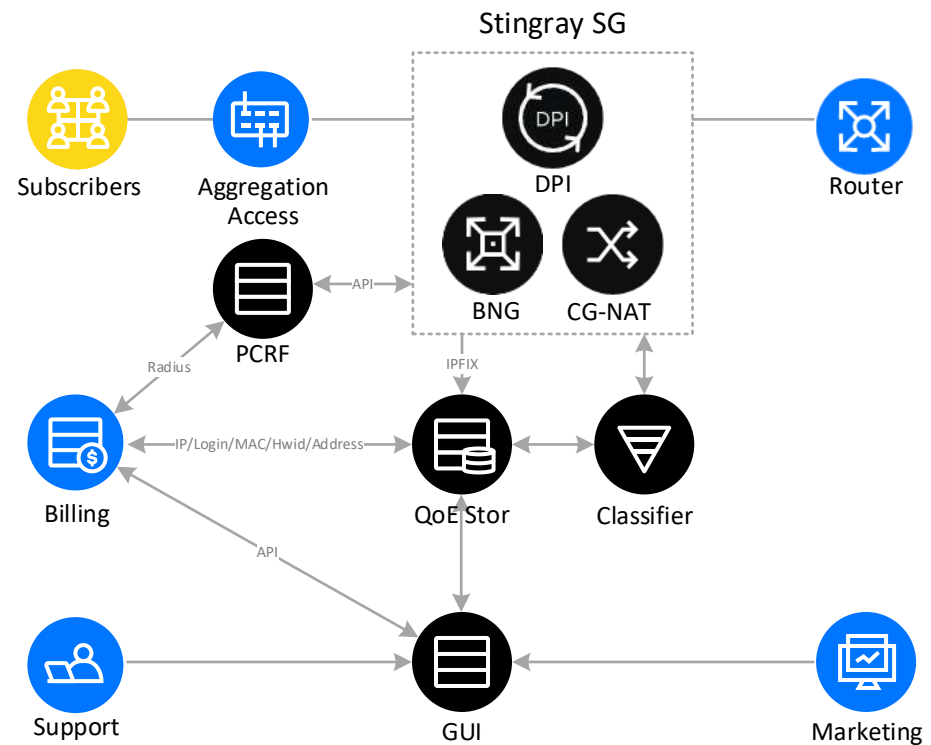 Stingray SG
DPI
DPI
Subscribers
Aggregation
Access
Router
API
BNG
CG-NAT
PCRF
Radius
IPFIX
IP/Login/MAC/Hwid/Address
Billing
QoE Stor
Classifier
API
Support
GUI
Marketing